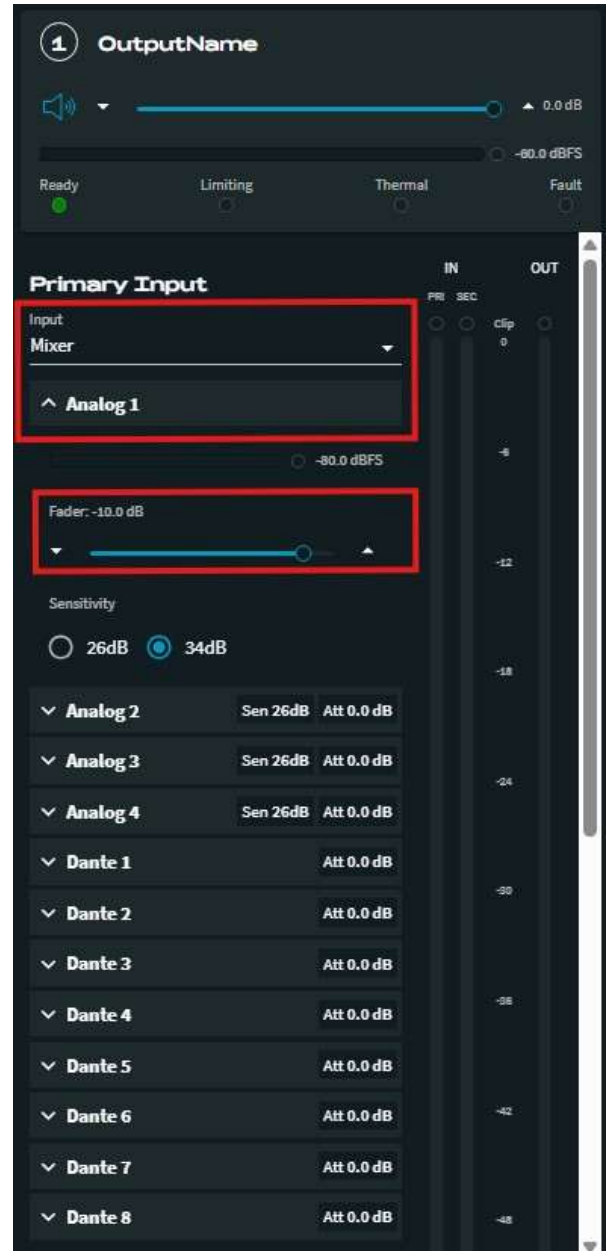 1 OutputName
0.0 dB
-80.0 dBFS
Ready Limiting Thermal Fault
Primary Input
IN OUT
PRI SEC
Input
Clip
Mixer
0
Analog 1
-80.0 dBFS
-6
Fader: -10.0 dB
-12
Sensitivity
26dB 34dB
-18
Analog 2 Sen 26dB Att 0.0 dB
Analog 3 Sen 26dB Att 0.0 dB
-24
Analog 4 Sen 26dB Att 0.0 dB
Dante 1 Att 0.0 dB
-30
Dante 2 Att 0.0 dB
Dante 3 Att 0.0 dB
-36
Dante 4 Att 0.0 dB
Dante 5 Att 0.0 dB
-42
Dante 6 Att 0.0 dB
Dante 7 Att 0.0 dB
Dante 8 Att 0.0 dB
-48